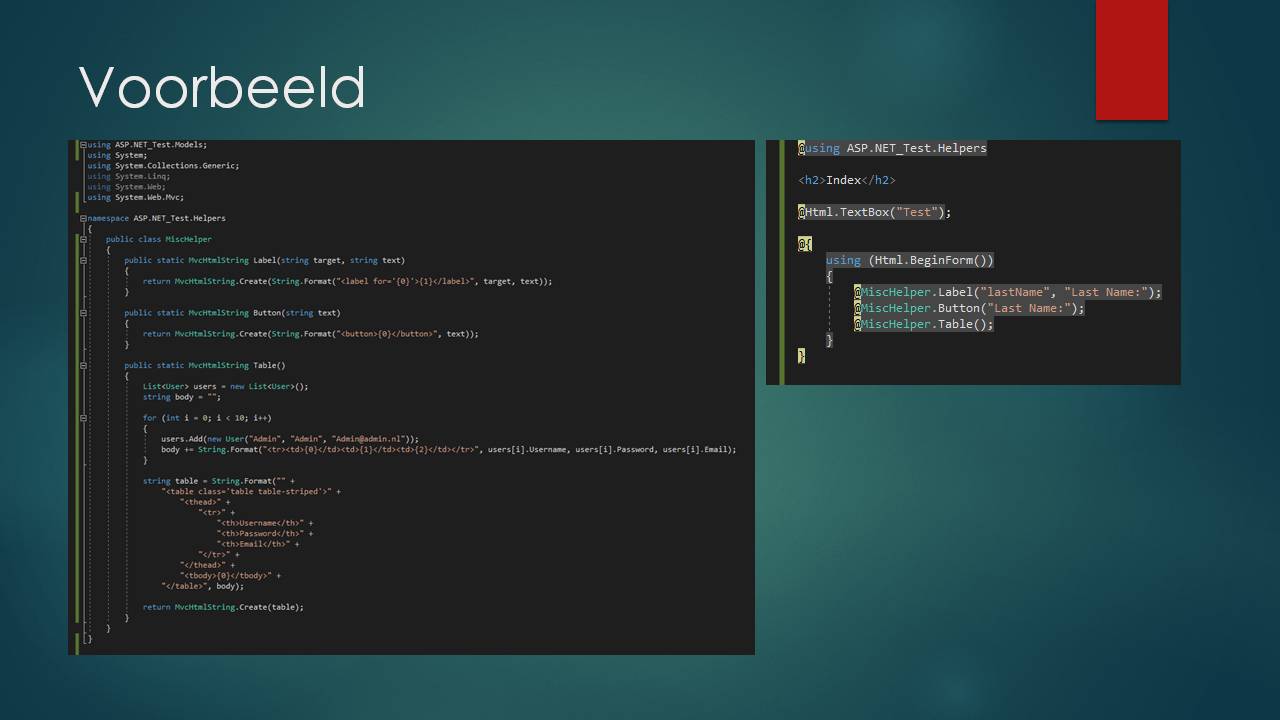 Voorbeeld
using ASP.NET_Test.Models;
using System;
using System.Collections.Generic;
using System.Linq;
using System.Web;
using System.Web.Mvc;
namespace ASP.NET_Test.Helpers
{
public class MiscHelper
{
public static MvcHtmlString Label(string target, string text)
{
return MvcHtmlString.Create(String.Format("<label for='{0}'>{1}</label>", target, text));
}
public static MvcHtmlString Button(string text)
{
return MvcHtmlString.Create(String.Format("<button>{0}</button>", text));
}
public static MvcHtmlString Table()
{
List<User> users = new List<User>();
string body = "";
for (int i = 0; i < 10; i++)
{
users.Add(new User("Admin", "Admin", "Admin@admin.nl"));
body += String.Format("<tr><td>{0}</td><td>{1}</td><td>{2}</td></tr>", users[i].Username, users[i].Password, users[i].Email);
}
string table = String.Format("" +
"<table class='table table-striped'>" +
"<thead>" +
"<tr>" +
"<th>Username</th>" +
"<th>Password</th>" +
"<th>Email</th>" +
"</tr>" +
"</thead>" +
"<tbody>{0}</tbody>" +
"</table>", body);
return MvcHtmlString.Create(table);
}
}
}
@using ASP.NET_Test.Helpers
<h2>Index</h2>
@Html.TextBox("Test");
@{
using (Html.BeginForm())
{
@MiscHelper.Label("lastName", "Last Name:");
@MiscHelper.Button("Last Name:");
@MiscHelper.Table();
}
}